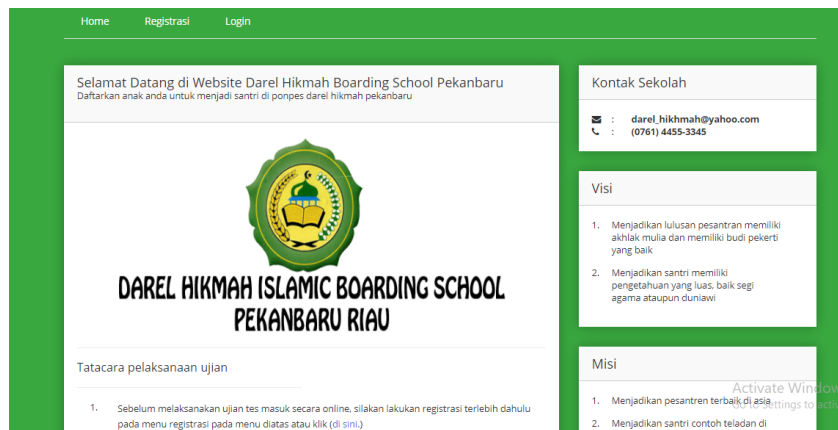 Home Registrasi Login
Selamat Datang di Website Darel Hikmah Boarding School Pekanbaru
Daftarkan anak anda untuk menjadi santri di ponpes darel hikmah pekanbaru
DAREL HIKMAH ISLAMIC BOARDING SCHOOL
PEKANBARU RIAU
Tatacara pelaksanaan ujian
1. Sebelum melaksanakan ujian tes masuk secara online, silakan lakukan registrasi terlebih dahulu
pada menu registrasi pada menu diatas atau klik (di sini.)
Kontak Sekolah
: darel_hikhmah@yahoo.com
: (0761) 4455-3345
Visi
1. Menjadikan lulusan pesantran memiliki
akhlak mulia dan memiliki budi pekerti
yang baik
2. Menjadikan santri memiliki
pengetahuan yang luas, baik segi
agama ataupun duniawi
Misi
1. Menjadikan pesantren terbaik di asia
2. Menjadikan santri contoh teladan di
Activate Window
Go to Settings to activ